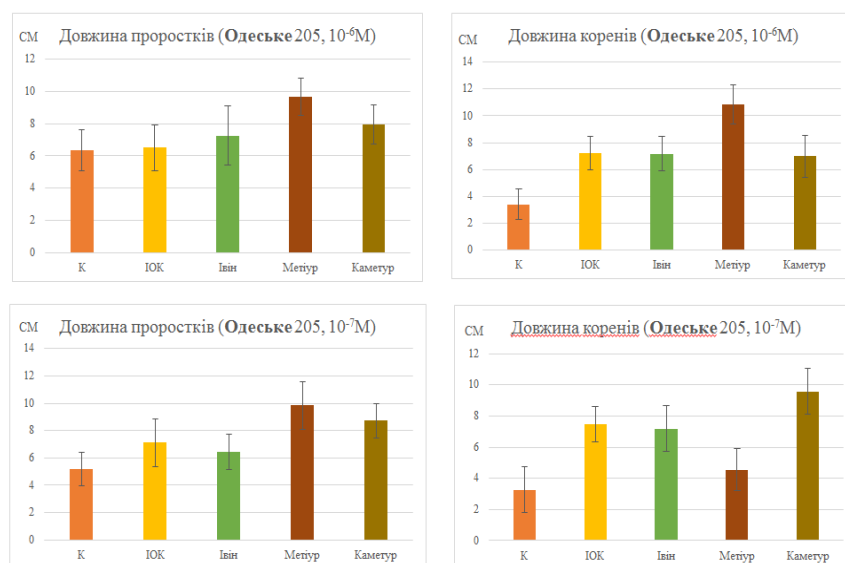 СМ
Довжина проростків (Одеське 205, 10⁻⁶М)
12
10
8
6
4
2
0
К ІОК Івін Метіур Каметур
СМ
Довжина коренів (Одеське 205, 10⁻⁶М)
14
12
10
8
6
4
2
0
К ІОК Івін Метіур Каметур
СМ
Довжина проростків (Одеське 205, 10⁻⁷М)
14
12
10
8
6
4
2
0
К ІОК Івін Метіур Каметур
СМ
Довжина коренів (Одеське 205, 10⁻⁷М)
12
10
8
6
4
2
0
К ІОК Івін Метіур Каметур